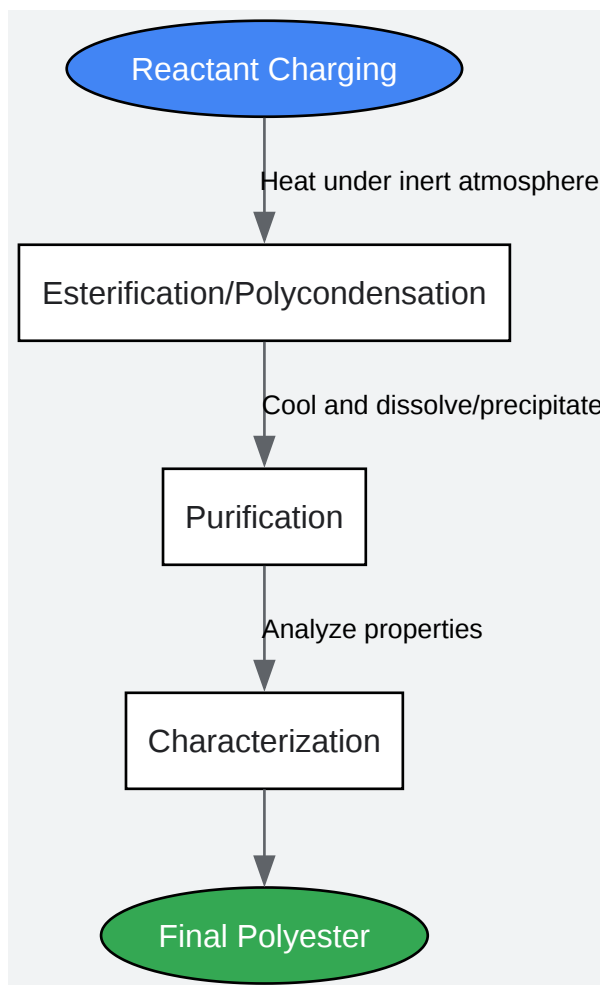 Reactant Charging
Heat under inert atmosphere
Esterification/Polycondensation
Cool and dissolve/precipitate
Purification
Analyze properties
Characterization
Final Polyester